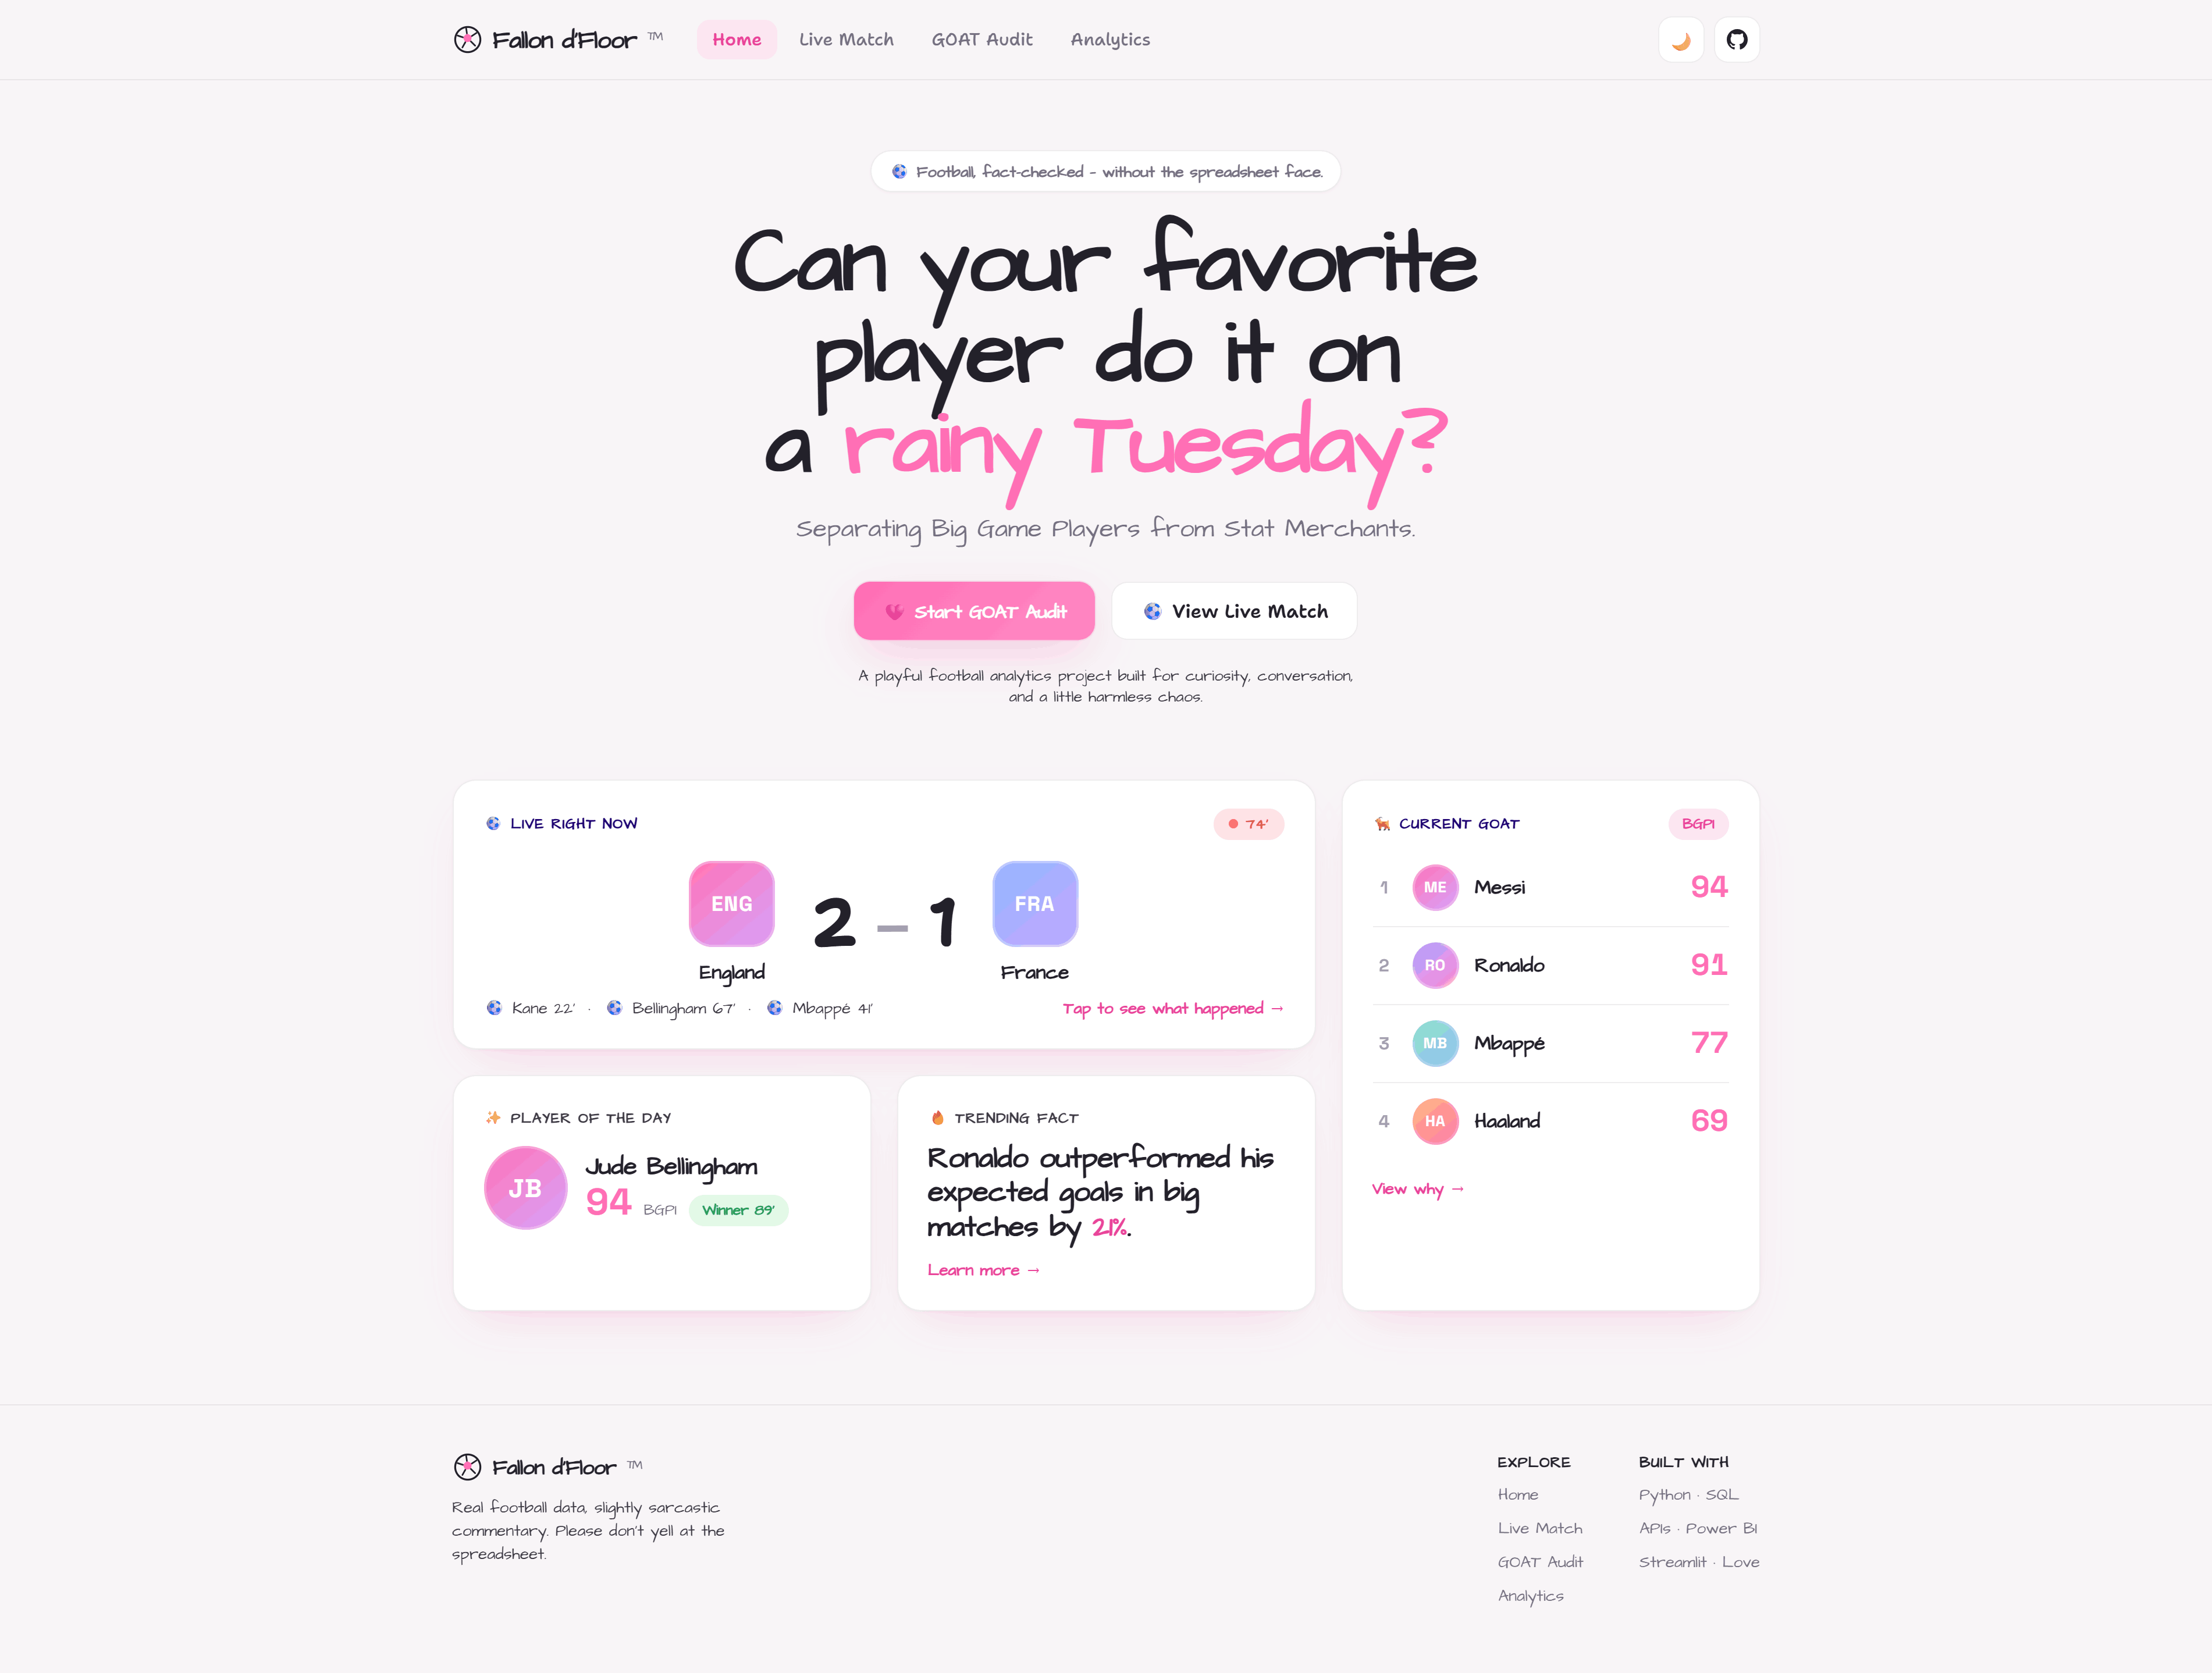 Fallon d'Floor ™ Home Live Match GOAT Audit Analytics
Football, fact-checked - without the spreadsheet face.
Can your favorite
player do it on
a rainy Tuesday?
Separating Big Game Players from Stat Merchants.
Start GOAT Audit View Live Match
A playful football analytics project built for curiosity, conversation,
and a little harmless chaos.
LIVE RIGHT NOW 74'
ENG 2 – 1 FRA
England France
Kane 22' · Bellingham 67' · Mbappé 41' Tap to see what happened →
CURRENT GOAT BGPI
1 ME Messi 94
2 RO Ronaldo 91
3 MB Mbappé 77
4 HA Haaland 69
View why →
PLAYER OF THE DAY
JB Jude Bellingham
94 BGPI Winner 89'
TRENDING FACT
Ronaldo outperformed his
expected goals in big
matches by 21%.
Learn more →
Fallon d'Floor ™
Real football data, slightly sarcastic
commentary. Please don't yell at the
spreadsheet.
EXPLORE
Home
Live Match
GOAT Audit
Analytics
BUILT WITH
Python · SQL
APIs · Power BI
Streamlit · Love